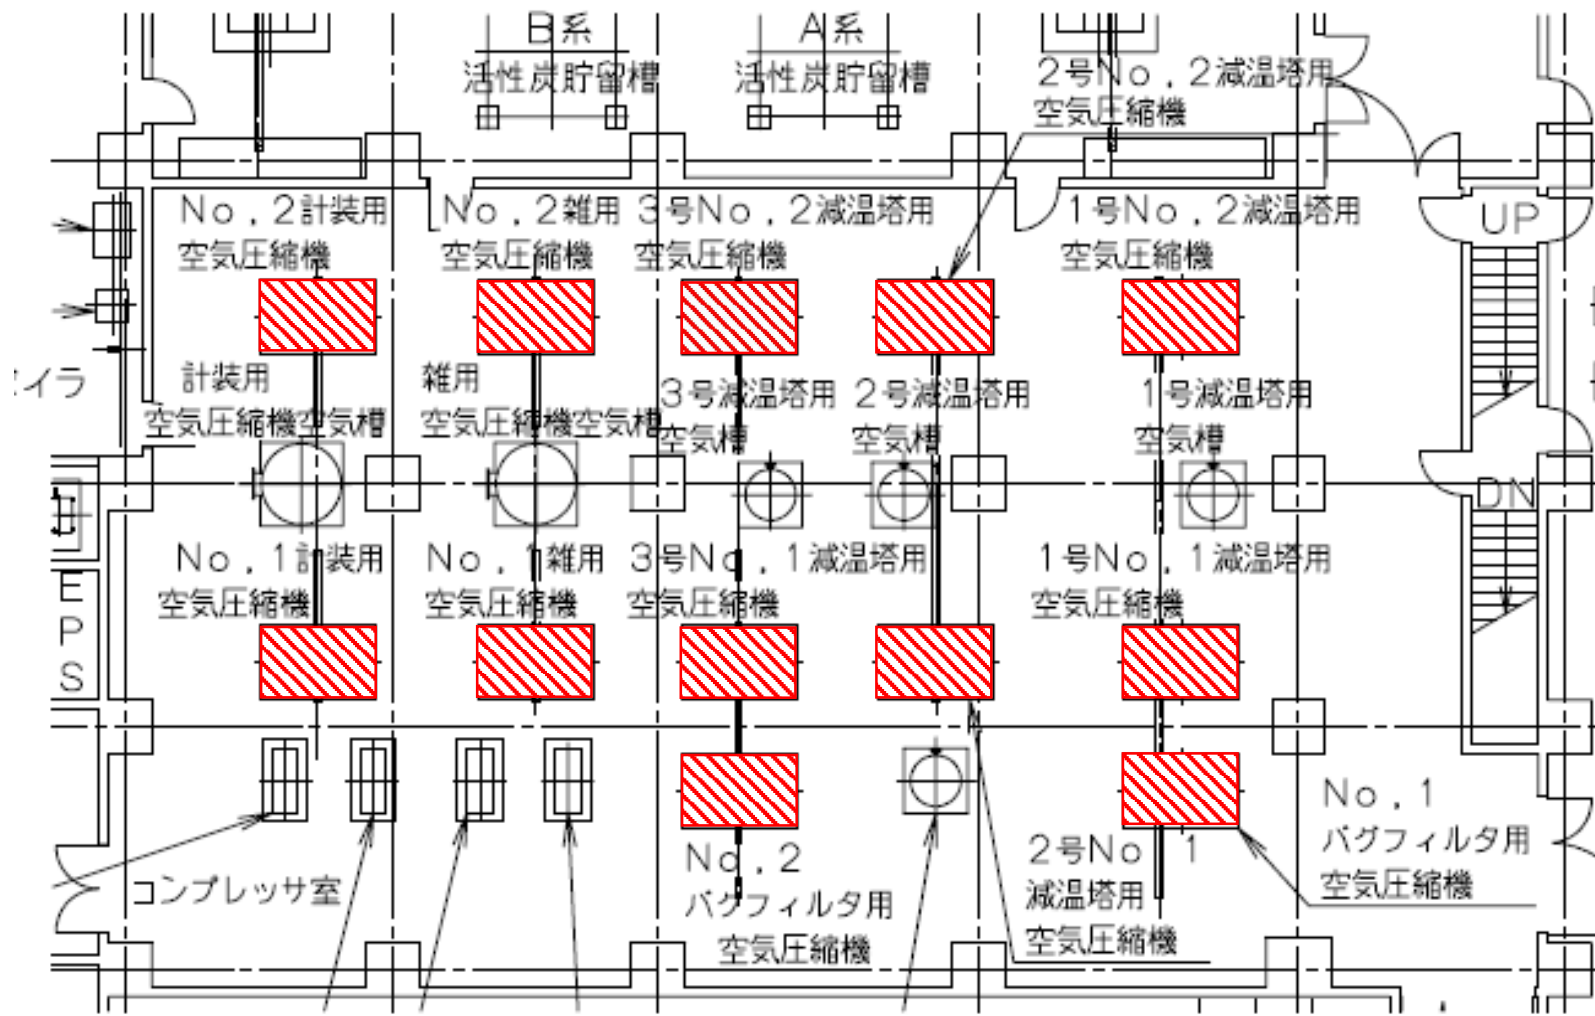 B系
活性炭貯留槽
A系
活性炭貯留槽
2号No.2減温塔用
空気圧縮機
No.2計装用
空気圧縮機
No.2雑用
空気圧縮機
3号No.2減温塔用
空気圧縮機
1号No.2減温塔用
空気圧縮機
UP
イラ
計装用
空気圧縮機空気槽
雑用
空気圧縮機空気槽
3号減温塔用
空気槽
2号減温塔用
空気槽
1号減温塔用
空気槽
DN
No.1計装用
空気圧縮機
No.1雑用
空気圧縮機
3号No.1減温塔用
空気圧縮機
1号No.1減温塔用
空気圧縮機
E
P
S
コンプレッサ室
No.2
バグフィルタ用
空気圧縮機
2号No.1
減温塔用
空気圧縮機
No.1
バグフィルタ用
空気圧縮機